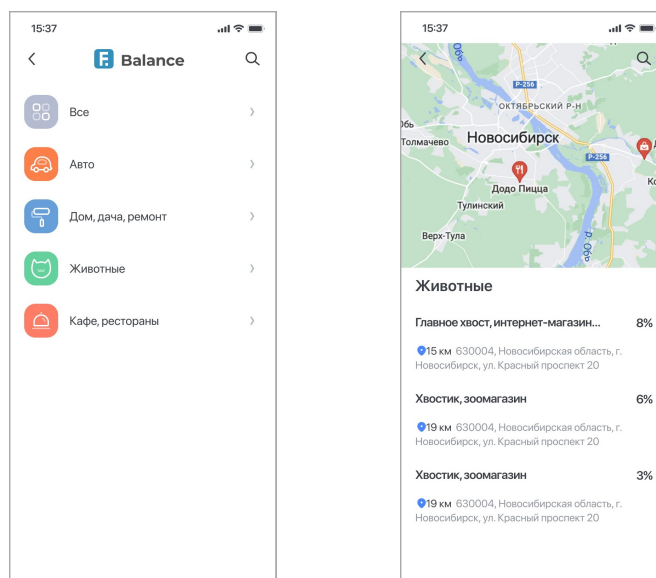 15:37
F. Balance
Все
Авто
Дом, дача, ремонт
Животные
Кафе, рестораны
15:37
Обь
Р-256
ОКТЯБРЬСКИЙ Р-Н
Толмачево
Новосибирск
Р-256
Додо Пицца
Тулинский
Верх-Тула
р. Обь
Животные
Главное хвост, интернет-магазин... 8%
15 км 630004, Новосибирская область, г.
Новосибирск, ул. Красный проспект 20
Хвостик, зоомагазин 6%
19 км 630004, Новосибирская область, г.
Новосибирск, ул. Красный проспект 20
Хвостик, зоомагазин 3%
19 км 630004, Новосибирская область, г.
Новосибирск, ул. Красный проспект 20